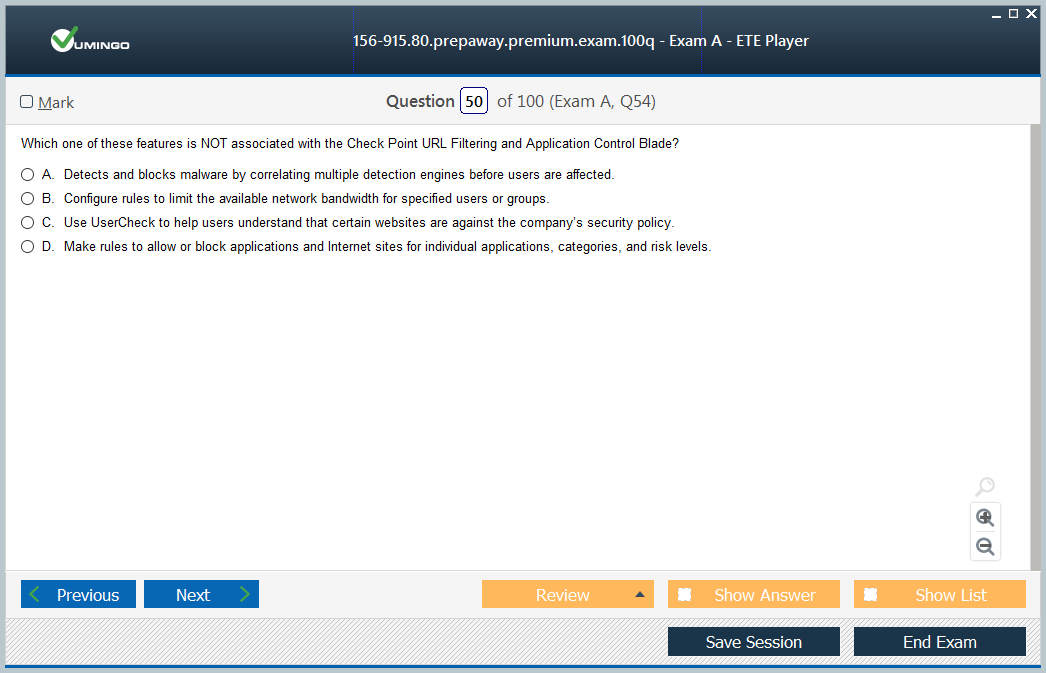 VUMINGO
156-915.80.prepaway.premium.exam.100q - Exam A - ETE Player
Mark
Question 50 of 100 (Exam A, Q54)
Which one of these features is NOT associated with the Check Point URL Filtering and Application Control Blade?
A. Detects and blocks malware by correlating multiple detection engines before users are affected.
B. Configure rules to limit the available network bandwidth for specified users or groups.
C. Use UserCheck to help users understand that certain websites are against the company's security policy.
D. Make rules to allow or block applications and Internet sites for individual applications, categories, and risk levels.
Previous
Next
Review
Show Answer
Show List
Save Session
End Exam